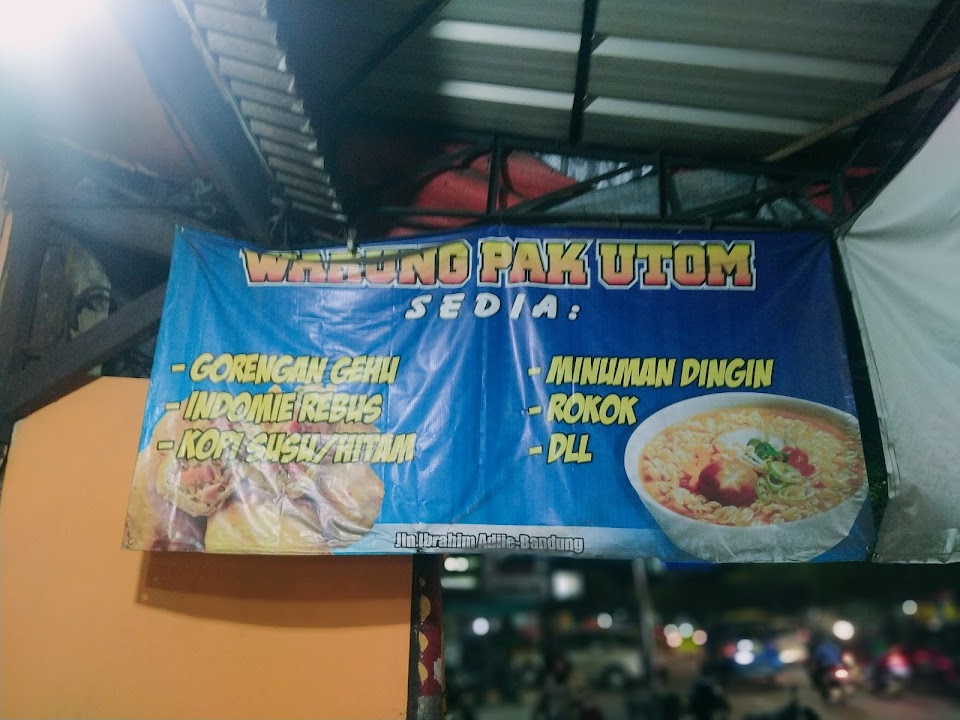 WARUNG PAK UTOM
SEDIA:
- GORENGAN GEHU
- INDOMIE REBUS
- KOPI SUSU/HITAM
- MINUMAN DINGIN
- ROKOK
- DLL
Jln Ibrahim Adjie-Bandung